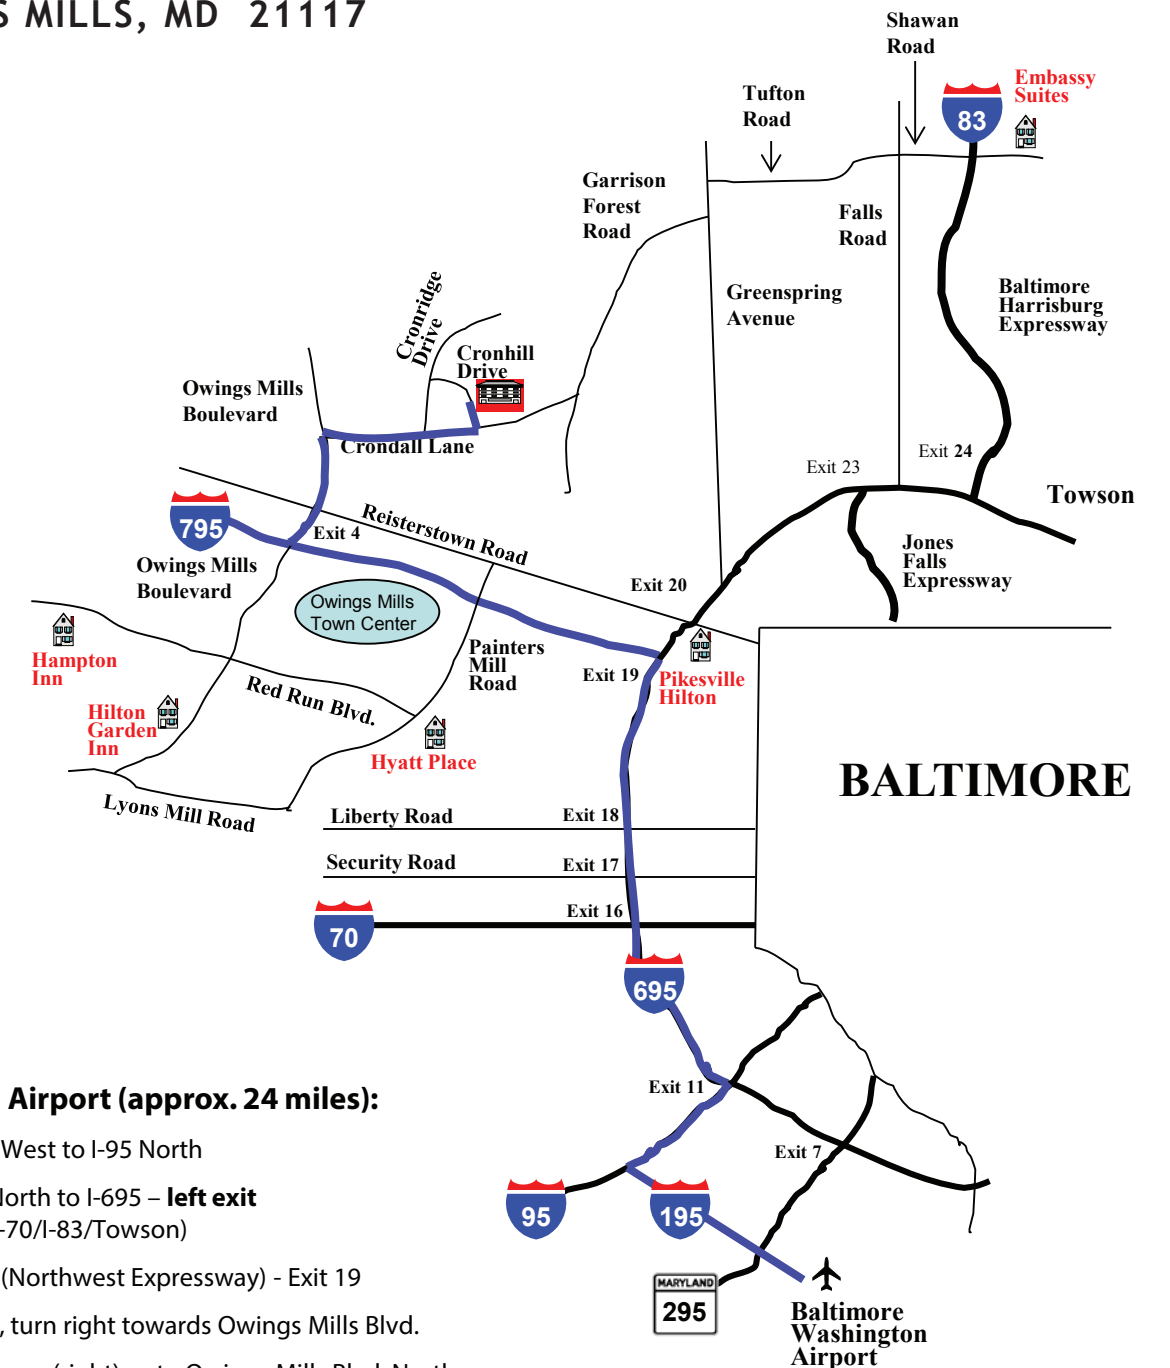 S MILLS, MD 21117
Shawan
Road
Embassy
Suites
83
Tufton
Road
Garrison
Forest
Road
Falls
Road
Greenspring
Avenue
Baltimore
Harrisburg
Expressway
Cronridge
Drive
Cronhill
Drive
Owings Mills
Boulevard
Crondall Lane
Exit 24
Exit 23
Towson
795
Exit 4
Reisterstown Road
Jones
Falls
Expressway
Owings Mills
Boulevard
Exit 20
Owings Mills
Town Center
Painters
Mill
Road
Hampton
Inn
Exit 19
Pikesville
Hilton
Red Run Blvd.
Hilton
Garden
Inn
Hyatt Place
BALTIMORE
Lyons Mill Road
Liberty Road
Exit 18
Security Road
Exit 17
Exit 16
70
695
Exit 11
Exit 7
95
195
MARYLAND
295
Baltimore
Washington
Airport
Airport (approx. 24 miles):
West to I-95 North
North to I-695 – left exit
-70/I-83/Towson)
(Northwest Expressway) - Exit 19
, turn right towards Owings Mills Blvd.